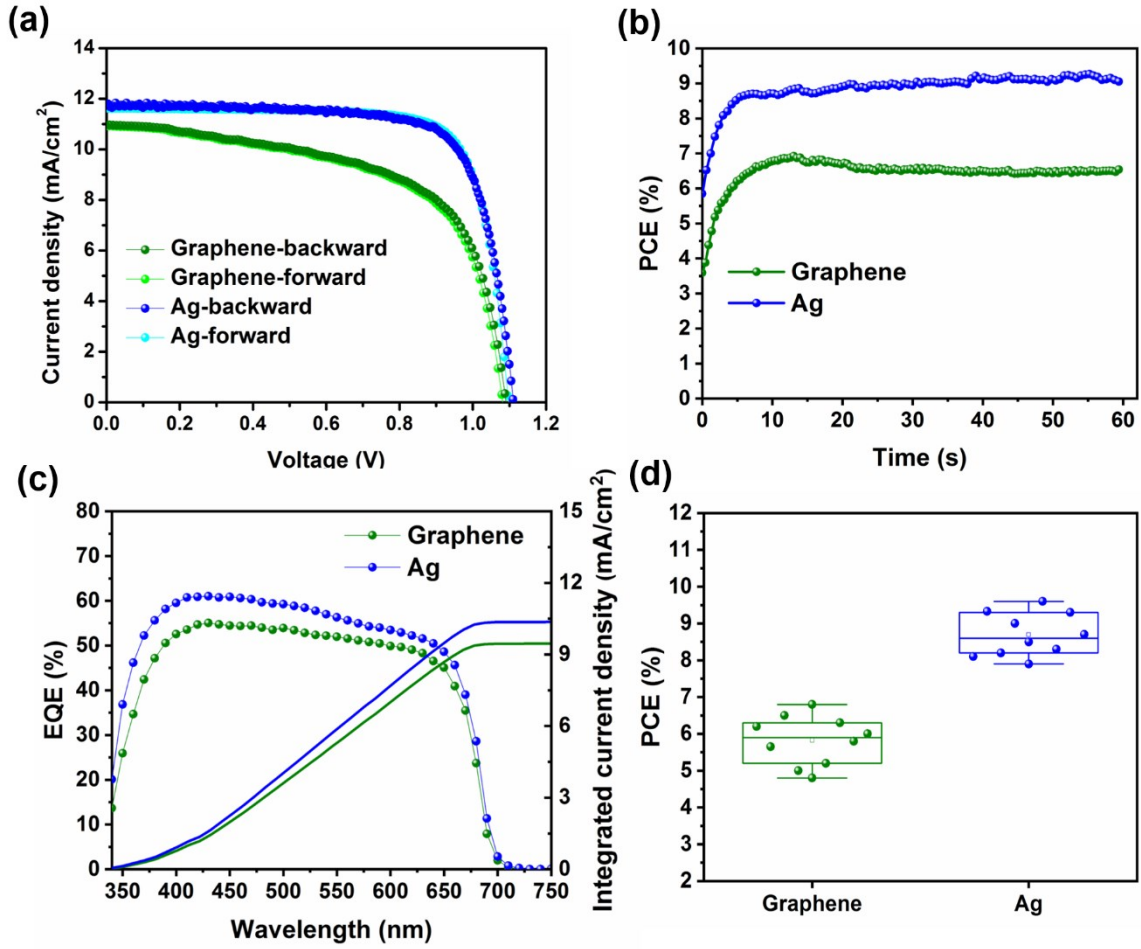 (a)
14
12
10
8
6
4
2
0
Current density (mA/cm²)
Graphene-backward
Graphene-forward
Ag-backward
Ag-forward
0.0 0.2 0.4 0.6 0.8 1.0 1.2
Voltage (V)
(b)
10
9
8
7
6
5
4
3
2
1
0
PCE (%)
Graphene
Ag
0 10 20 30 40 50 60
Time (s)
(c)
80
70
60
50
40
30
20
10
0
EQE (%)
Graphene
Ag
15
12
9
6
3
0
Integrated current density (mA/cm²)
350 400 450 500 550 600 650 700 750
Wavelength (nm)
(d)
12
11
10
9
8
7
6
5
4
3
2
PCE (%)
Graphene Ag